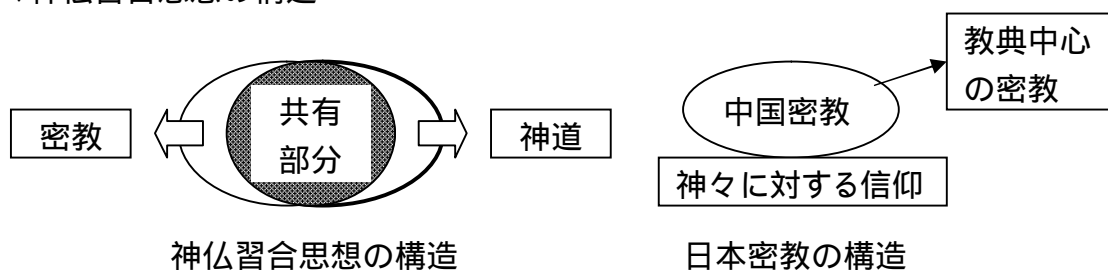 密教
共有
部分
神道
神仏習合思想の構造
中国密教
教典中心
の密教
神々に対する信仰
日本密教の構造